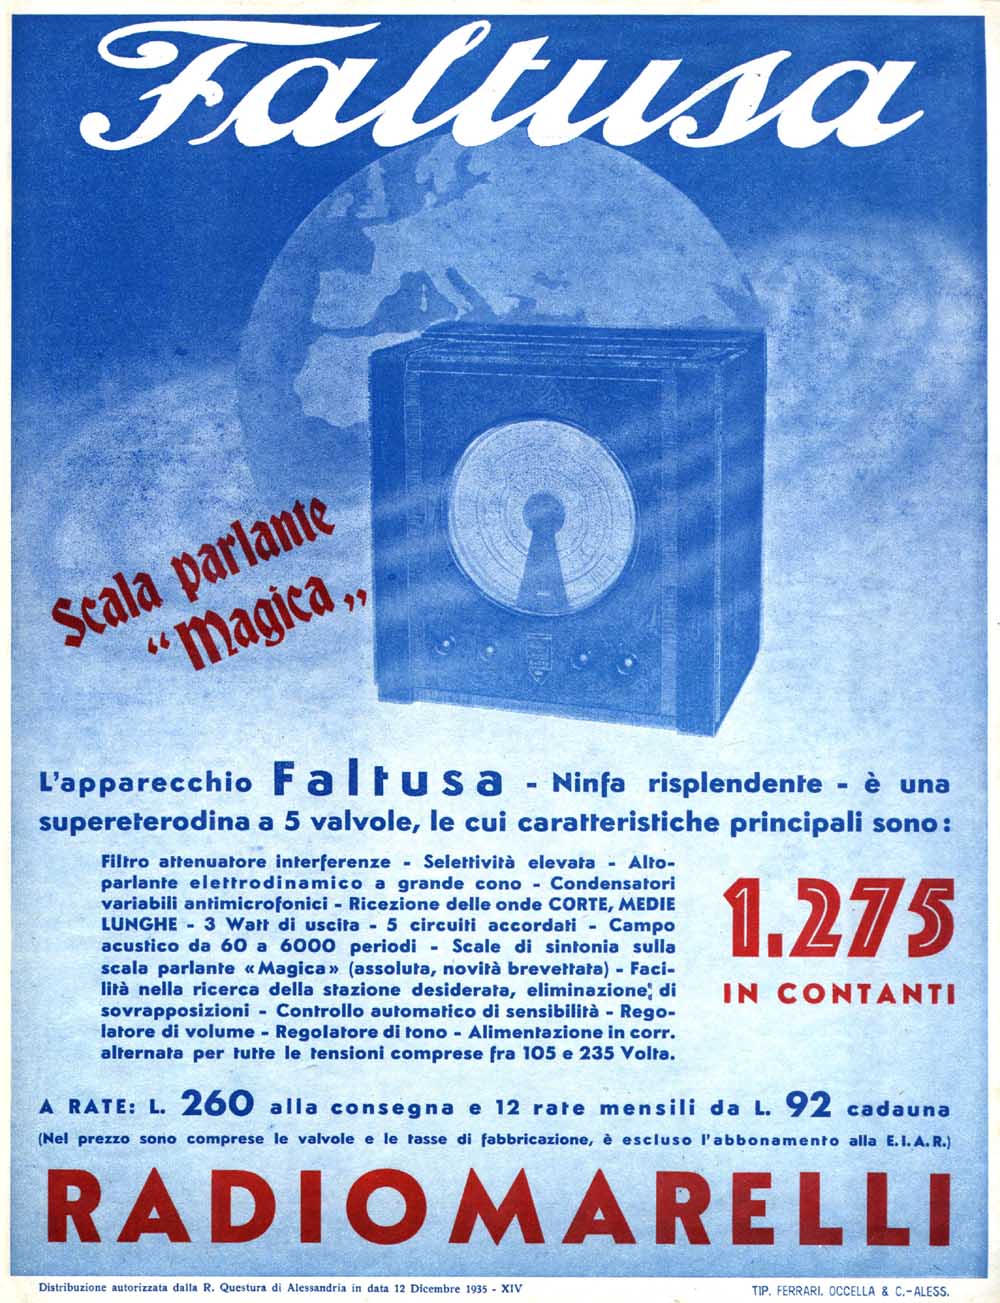 Faltusa
Scala parlante
“Magica„
L'apparecchio Faltusa - Ninfa risplendente - è una
supereterodina a 5 valvole, le cui caratteristiche principali sono:
Filtro attenuatore interferenze - Selettività elevata - Alto-
parlante elettrodinamico a grande cono - Condensatori
variabili antimicrofonici - Ricezione delle onde CORTE, MEDIE
LUNGHE - 3 Watt di uscita - 5 circuiti accordati - Campo
acustico da 60 a 6000 periodi - Scale di sintonia sulla
scala parlante «Magica» (assoluta, novità brevettata) - Faci-
lità nella ricerca della stazione desiderata, eliminazione di
sovrapposizioni - Controllo automatico di sensibilità - Rego-
latore di volume - Regolatore di tono - Alimentazione in corr.
alternata per tutte le tensioni comprese fra 105 e 235 Volta.
1.275
IN CONTANTI
A RATE: L. 260 alla consegna e 12 rate mensili da L. 92 cadauna
(Nel prezzo sono comprese le valvole e le tasse di fabbricazione, è escluso l'abbonamento alla E.I.A.R.)
RADIOMARELLI
Distribuzione autorizzata dalla R. Questura di Alessandria in data 12 Dicembre 1935 - XIV
TIP. FERRARI, OCCELLA & C.-ALESS.